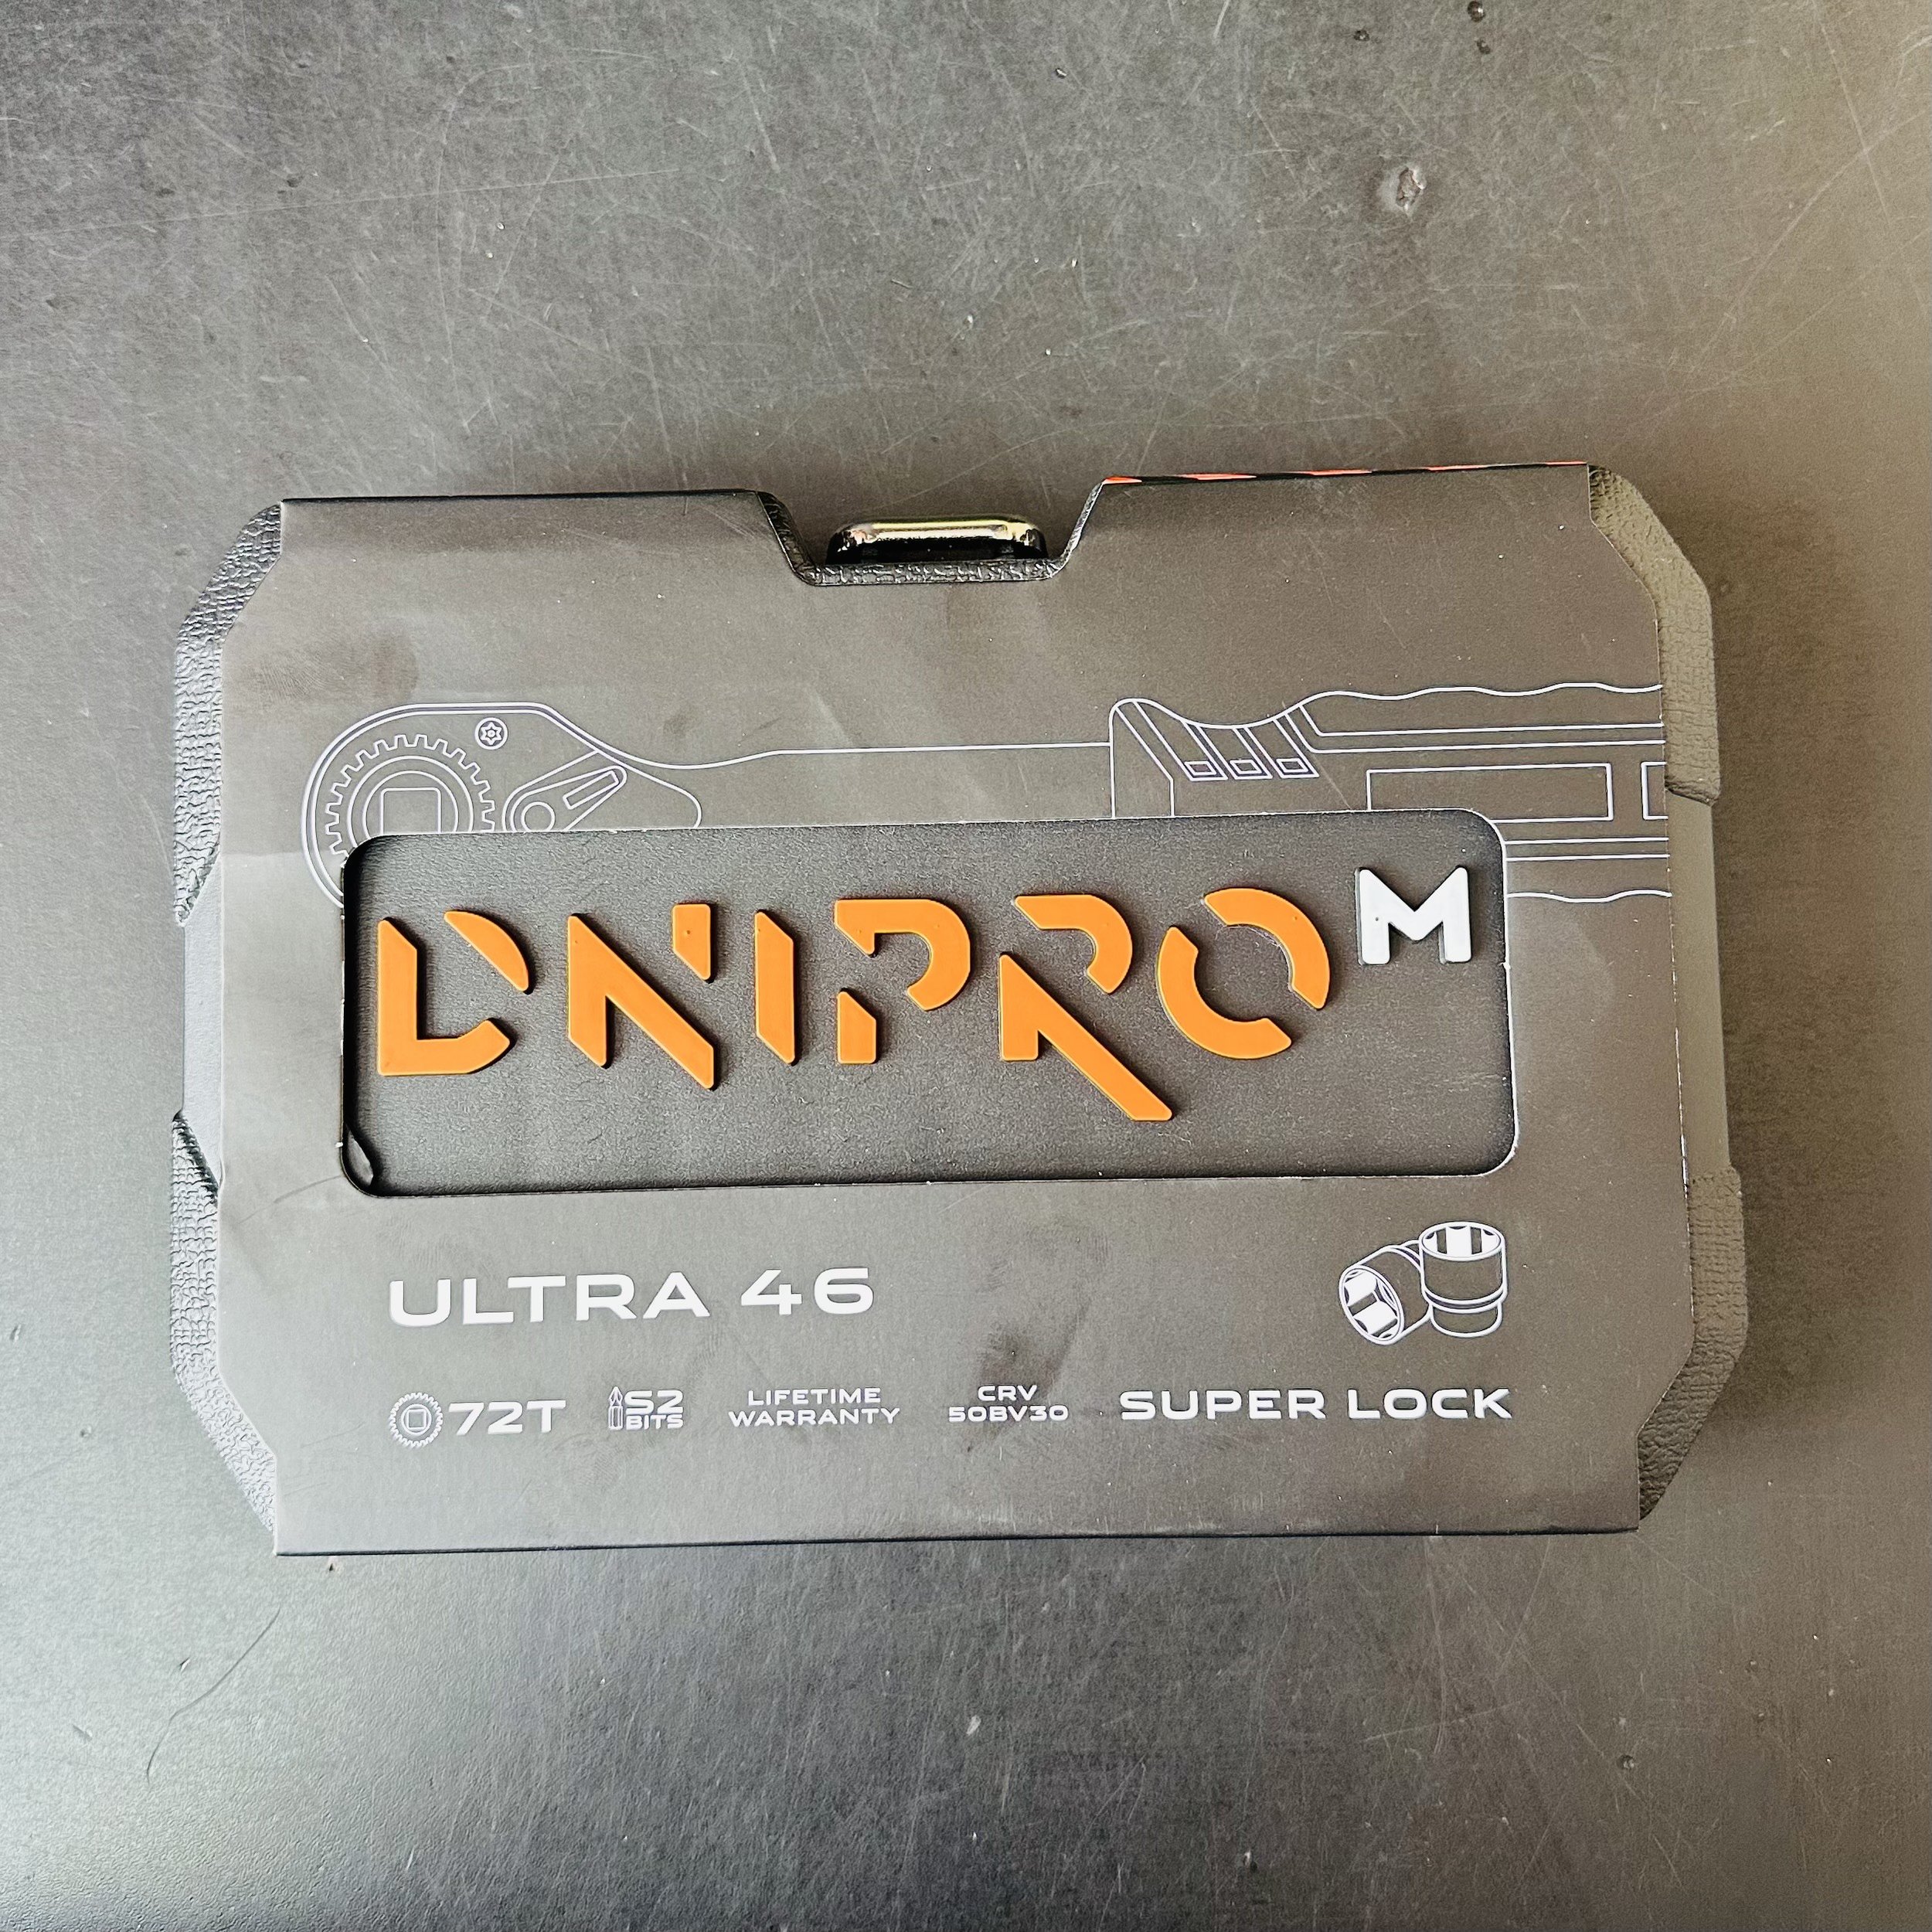 DNIPRO M
ULTRA 46
72T
S2
BITS
LIFETIME
WARRANTY
CRV
50BV30
SUPER LOCK